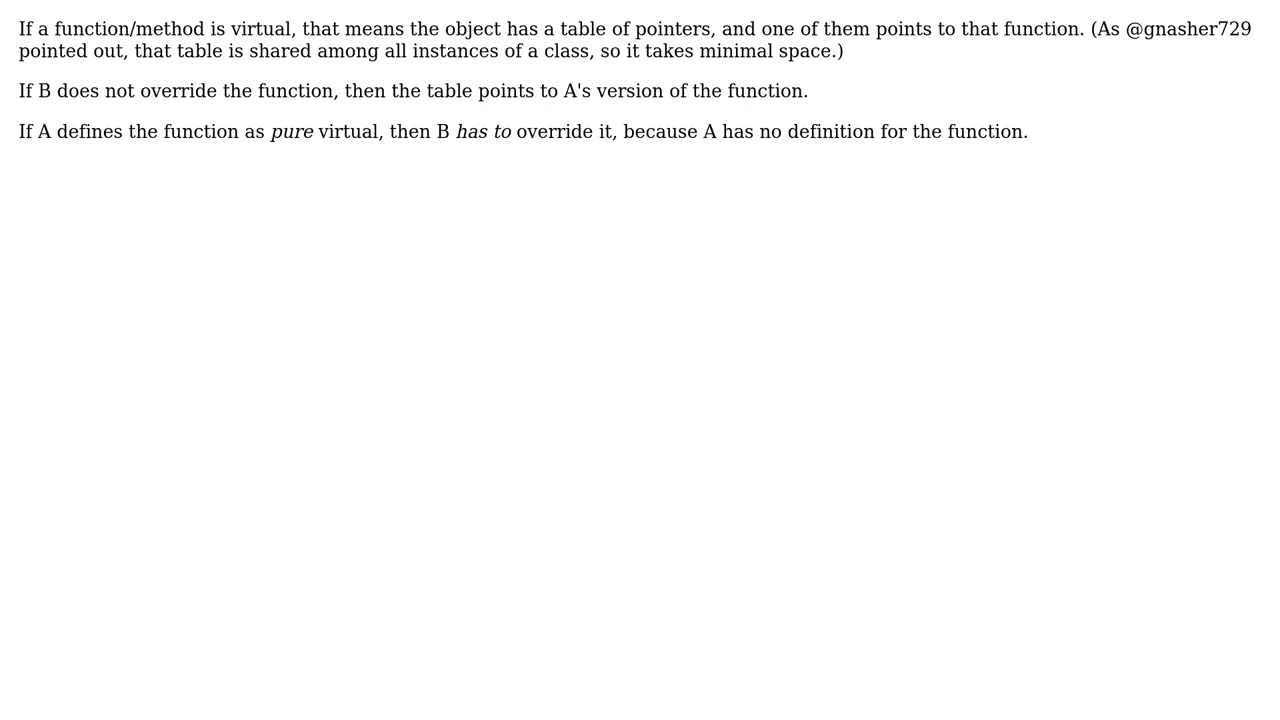 If a function/method is virtual, that means the object has a table of pointers, and one of them points to that function. (As @gnasher729
pointed out, that table is shared among all instances of a class, so it takes minimal space.)
If B does not override the function, then the table points to A's version of the function.
If A defines the function as pure virtual, then B has to override it, because A has no definition for the function.